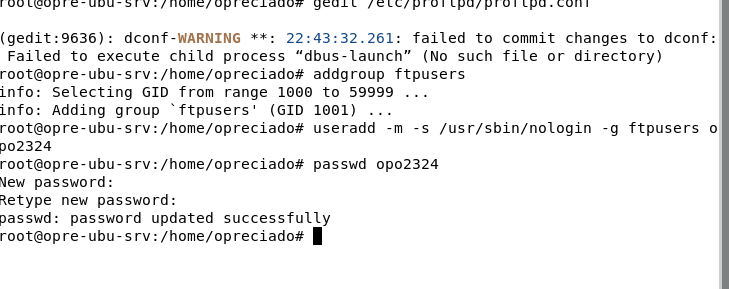 root@opre-ubu-srv:/home/opreciado# gedit /etc/proftpd/proftpd.conf
(gedit:9636): dconf-WARNING **: 22:43:32.261: failed to commit changes to dconf:
 Failed to execute child process “dbus-launch” (No such file or directory)
root@opre-ubu-srv:/home/opreciado# addgroup ftpusers
info: Selecting GID from range 1000 to 59999 ...
info: Adding group `ftpusers' (GID 1001) ...
root@opre-ubu-srv:/home/opreciado# useradd -m -s /usr/sbin/nologin -g ftpusers o
po2324
root@opre-ubu-srv:/home/opreciado# passwd opo2324
New password:
Retype new password:
passwd: password updated successfully
root@opre-ubu-srv:/home/opreciado#